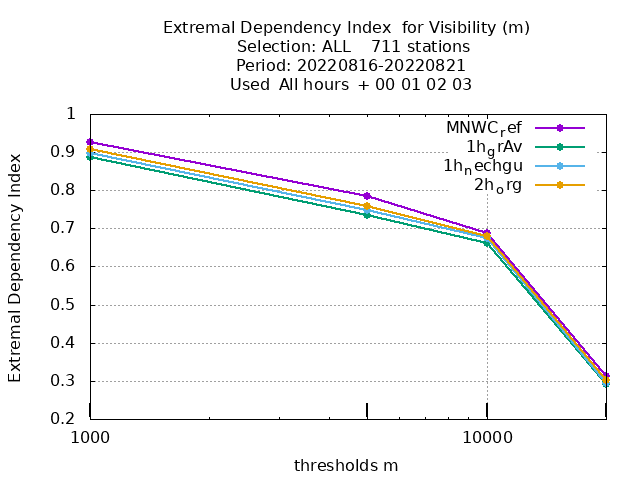 Extremal Dependency Index  for Visibility (m)
Selection: ALL    711 stations
Period: 20220816-20220821
Used  All hours  + 00 01 02 03
MNWC_ref
1h_grAv
1h_nechgu
2h_org
Extremal Dependency Index
1
0.9
0.8
0.7
0.6
0.5
0.4
0.3
0.2
1000
10000
thresholds m